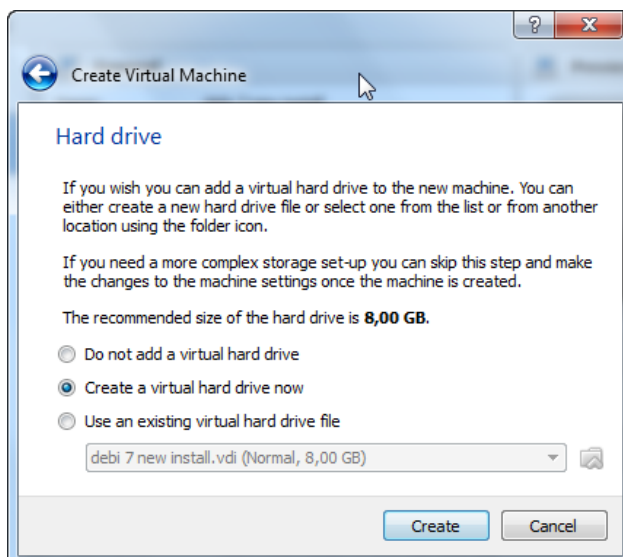 Create Virtual Machine
Hard drive
If you wish you can add a virtual hard drive to the new machine. You can
either create a new hard drive file or select one from the list or from another
location using the folder icon.
If you need a more complex storage set-up you can skip this step and make
the changes to the machine settings once the machine is created.
The recommended size of the hard drive is 8,00 GB.
Do not add a virtual hard drive
Create a virtual hard drive now
Use an existing virtual hard drive file
debi 7 new install.vdi (Normal, 8,00 GB)
Create
Cancel